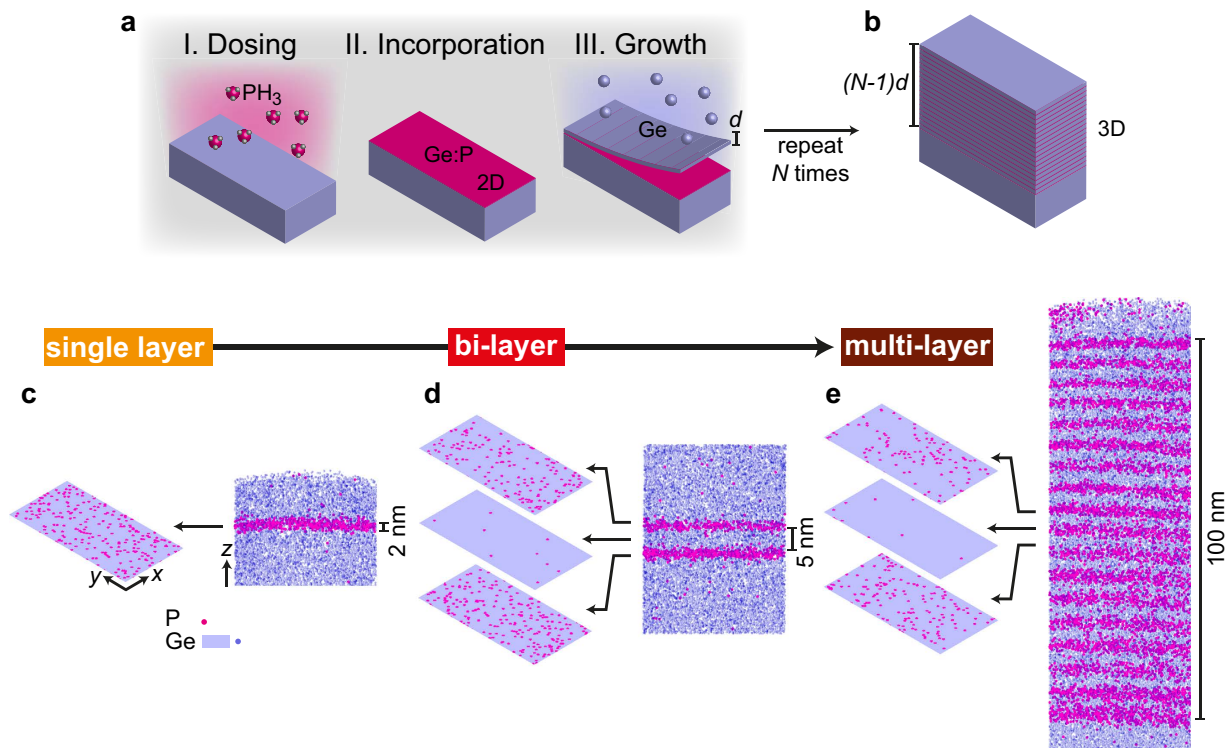 a
I. Dosing
II. Incorporation
III. Growth
b
PH3
Ge:P
2D
Ge
d
repeat
N times
(N-1)d
3D
single layer
bi-layer
multi-layer
c
d
e
2 nm
z
y
x
P
Ge
5 nm
100 nm